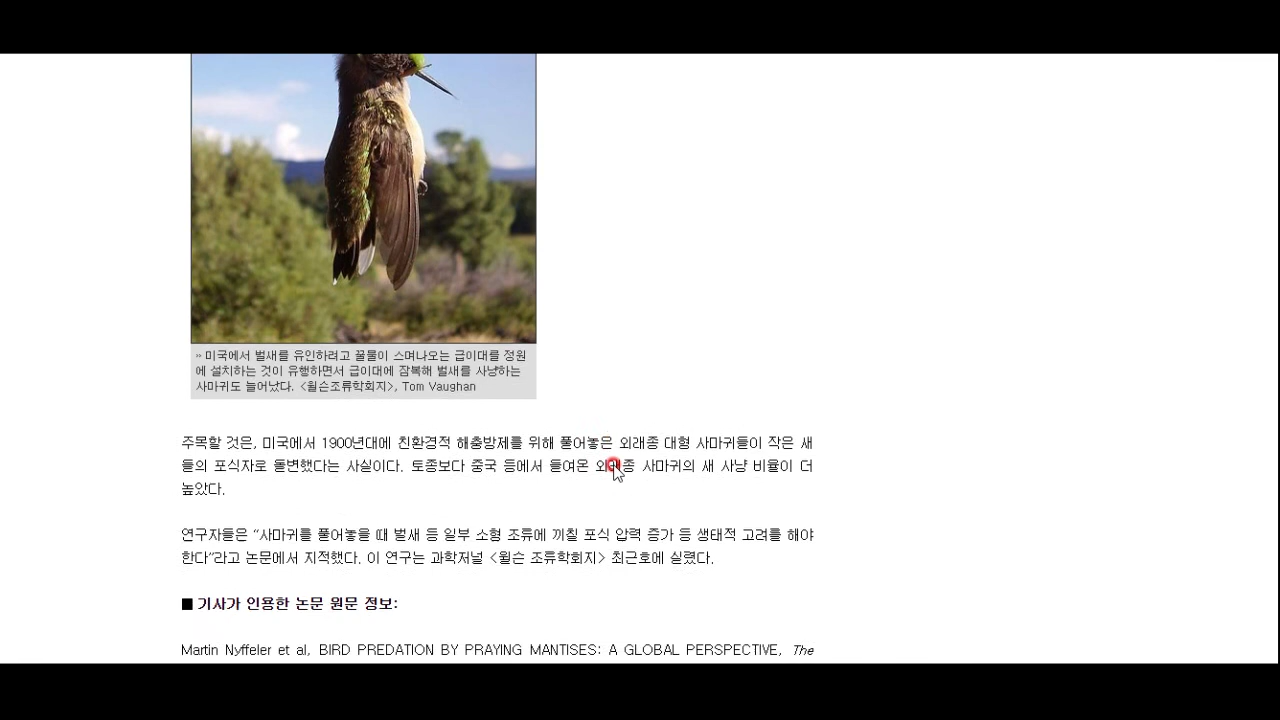 » 미국에서 벌새를 유인하려고 꿀물이 스며나오는 급이대를 정원
에 설치하는 것이 유행하면서 급이대에 잠복해 벌새를 사냥하는
사마귀도 늘어났다. <윌슨조류학회지>, Tom Vaughan
주목할 것은, 미국에서 1900년대에 친환경적 해충방제를 위해 풀어놓은 외래종 대형 사마귀들이 작은 새
들의 포식자로 돌변했다는 사실이다. 토종보다 중국 등에서 들여온 외래종 사마귀의 새 사냥 비율이 더
높았다.
연구자들은 “사마귀를 풀어놓을 때 벌새 등 일부 소형 조류에 끼칠 포식 압력 증가 등 생태적 고려를 해야
한다”라고 논문에서 지적했다. 이 연구는 과학저널 <윌슨 조류학회지> 최근호에 실렸다.
■ 기사가 인용한 논문 원문 정보:
Martin Nyffeler et al, BIRD PREDATION BY PRAYING MANTISES: A GLOBAL PERSPECTIVE, The